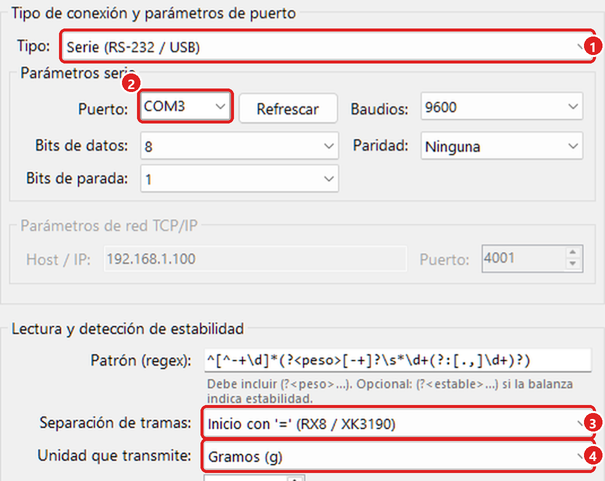 Tipo de conexión y parámetros de puerto
Tipo: Serie (RS-232 / USB) 1
Parámetros serie
2
Puerto: COM3 Refrescar Baudios: 9600
Bits de datos: 8 Paridad: Ninguna
Bits de parada: 1
Parámetros de red TCP/IP
Host / IP: 192.168.1.100 Puerto: 4001
Lectura y detección de estabilidad
Patrón (regex): ^[^-+\d]*(?<peso>[-+]?\s*\d+(?:[.,]\d+)?)
Debe incluir (?<peso>...). Opcional: (?<estable>...) si la balanza
indica estabilidad.
Separación de tramas: Inicio con '=' (RX8 / XK3190) 3
Unidad que transmite: Gramos (g) 4